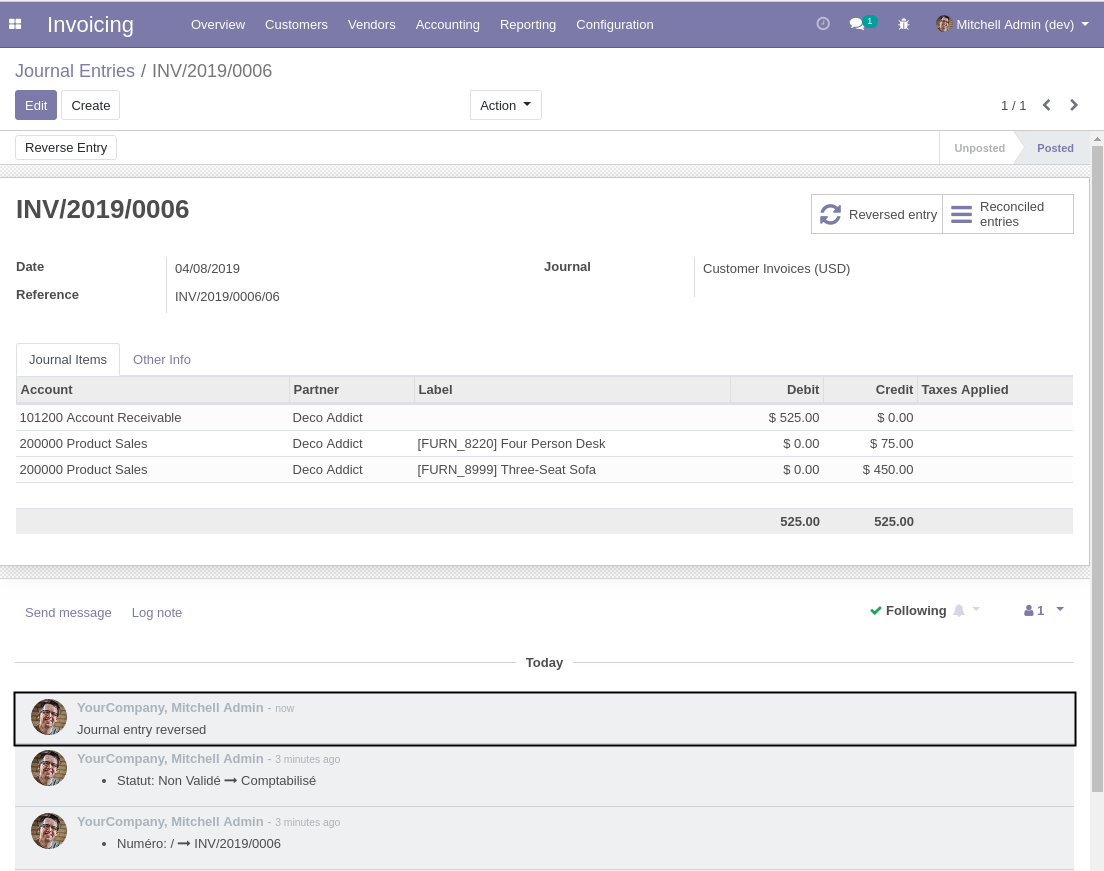 Invoicing Overview Customers Vendors Accounting Reporting Configuration 1 Mitchell Admin (dev)
Journal Entries / INV/2019/0006
Edit Create Action 1 / 1
Reverse Entry Unposted Posted
INV/2019/0006
Reversed entry
Reconciled
entries
Date 04/08/2019 Journal Customer Invoices (USD)
Reference INV/2019/0006/06
Journal Items Other Info
Account Partner Label Debit Credit Taxes Applied
101200 Account Receivable Deco Addict $ 525.00 $ 0.00
200000 Product Sales Deco Addict [FURN_8220] Four Person Desk $ 0.00 $ 75.00
200000 Product Sales Deco Addict [FURN_8999] Three-Seat Sofa $ 0.00 $ 450.00
525.00 525.00
Send message Log note Following 1
Today
YourCompany, Mitchell Admin - now
Journal entry reversed
YourCompany, Mitchell Admin - 3 minutes ago
• Statut: Non Validé → Comptabilisé
YourCompany, Mitchell Admin - 3 minutes ago
• Numéro: / → INV/2019/0006